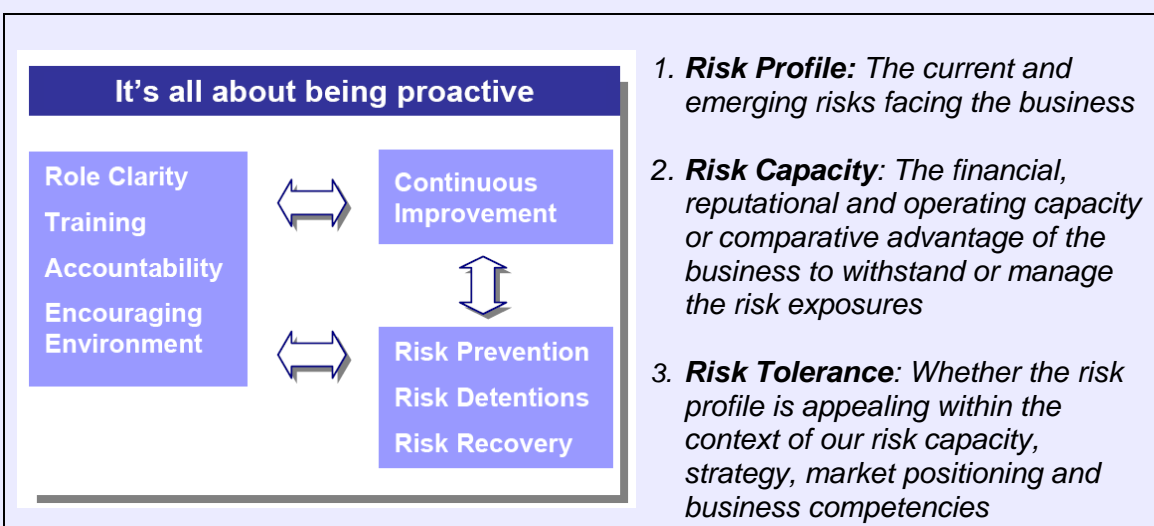 It's all about being proactive
Role Clarity
Training
Accountability
Encouraging
Environment
Continuous
Improvement
Risk Prevention
Risk Detentions
Risk Recovery
1. Risk Profile: The current and
emerging risks facing the business
2. Risk Capacity: The financial,
reputational and operating capacity
or comparative advantage of the
business to withstand or manage
the risk exposures
3. Risk Tolerance: Whether the risk
profile is appealing within the
context of our risk capacity,
strategy, market positioning and
business competencies